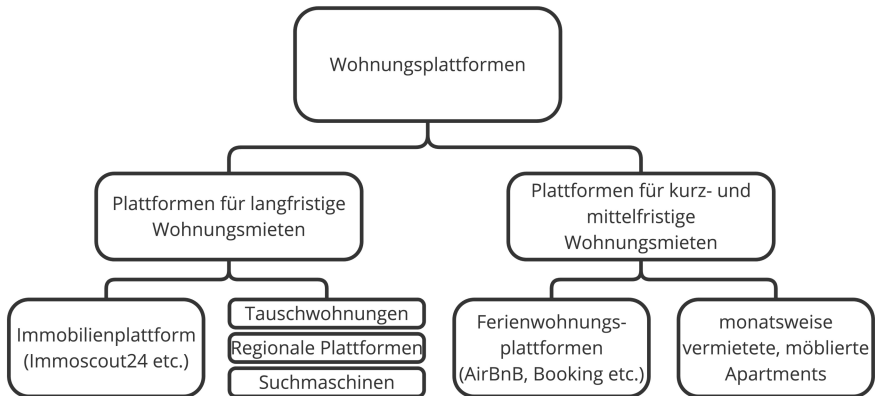 Wohnungsplattformen
Plattformen für langfristige
Wohnungsmieten
Plattformen für kurz- und
mittelfristige
Wohnungsmieten
Immobilienplattform
(Immoscout24 etc.)
Tauschwohnungen
Regionale Plattformen
Suchmaschinen
Ferienwohnungs-
plattformen
(AirBnB, Booking etc.)
monatsweise
vermietete, möblierte
Apartments